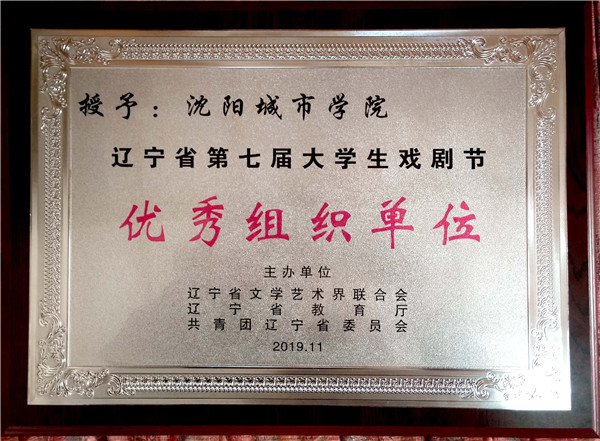 授予：沈阳城市学院
辽宁省第七届大学生戏剧节
优秀组织单位
主办单位
辽宁省文学艺术界联合会
辽宁省教育厅
共青团辽宁省委员会
2019.11